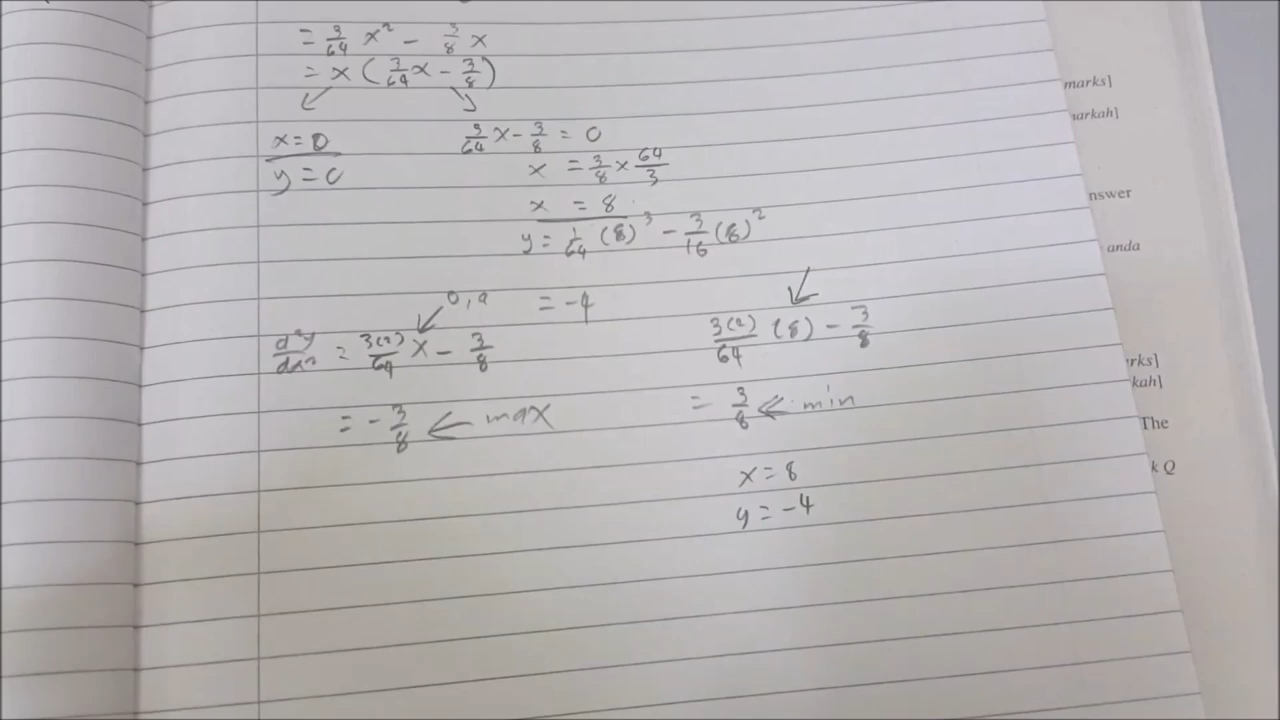 = 3/64 x² - 3/8 x
= x (3/64 x - 3/8)
x = 0
y = 0
3/64 x - 3/8 = 0
x = 3/8 × 64/3
x = 8
y = 1/64 (8)³ - 3/16 (8)²
= -4
d²y/dx² = 3(2)/64 x - 3/8
= -3/8 ← max
3(2)/64 (8) - 3/8
= 3/8 ← min
x = 8
y = -4
marks]
arkah]
nswer
anda
rks]
kah]
The
k Q